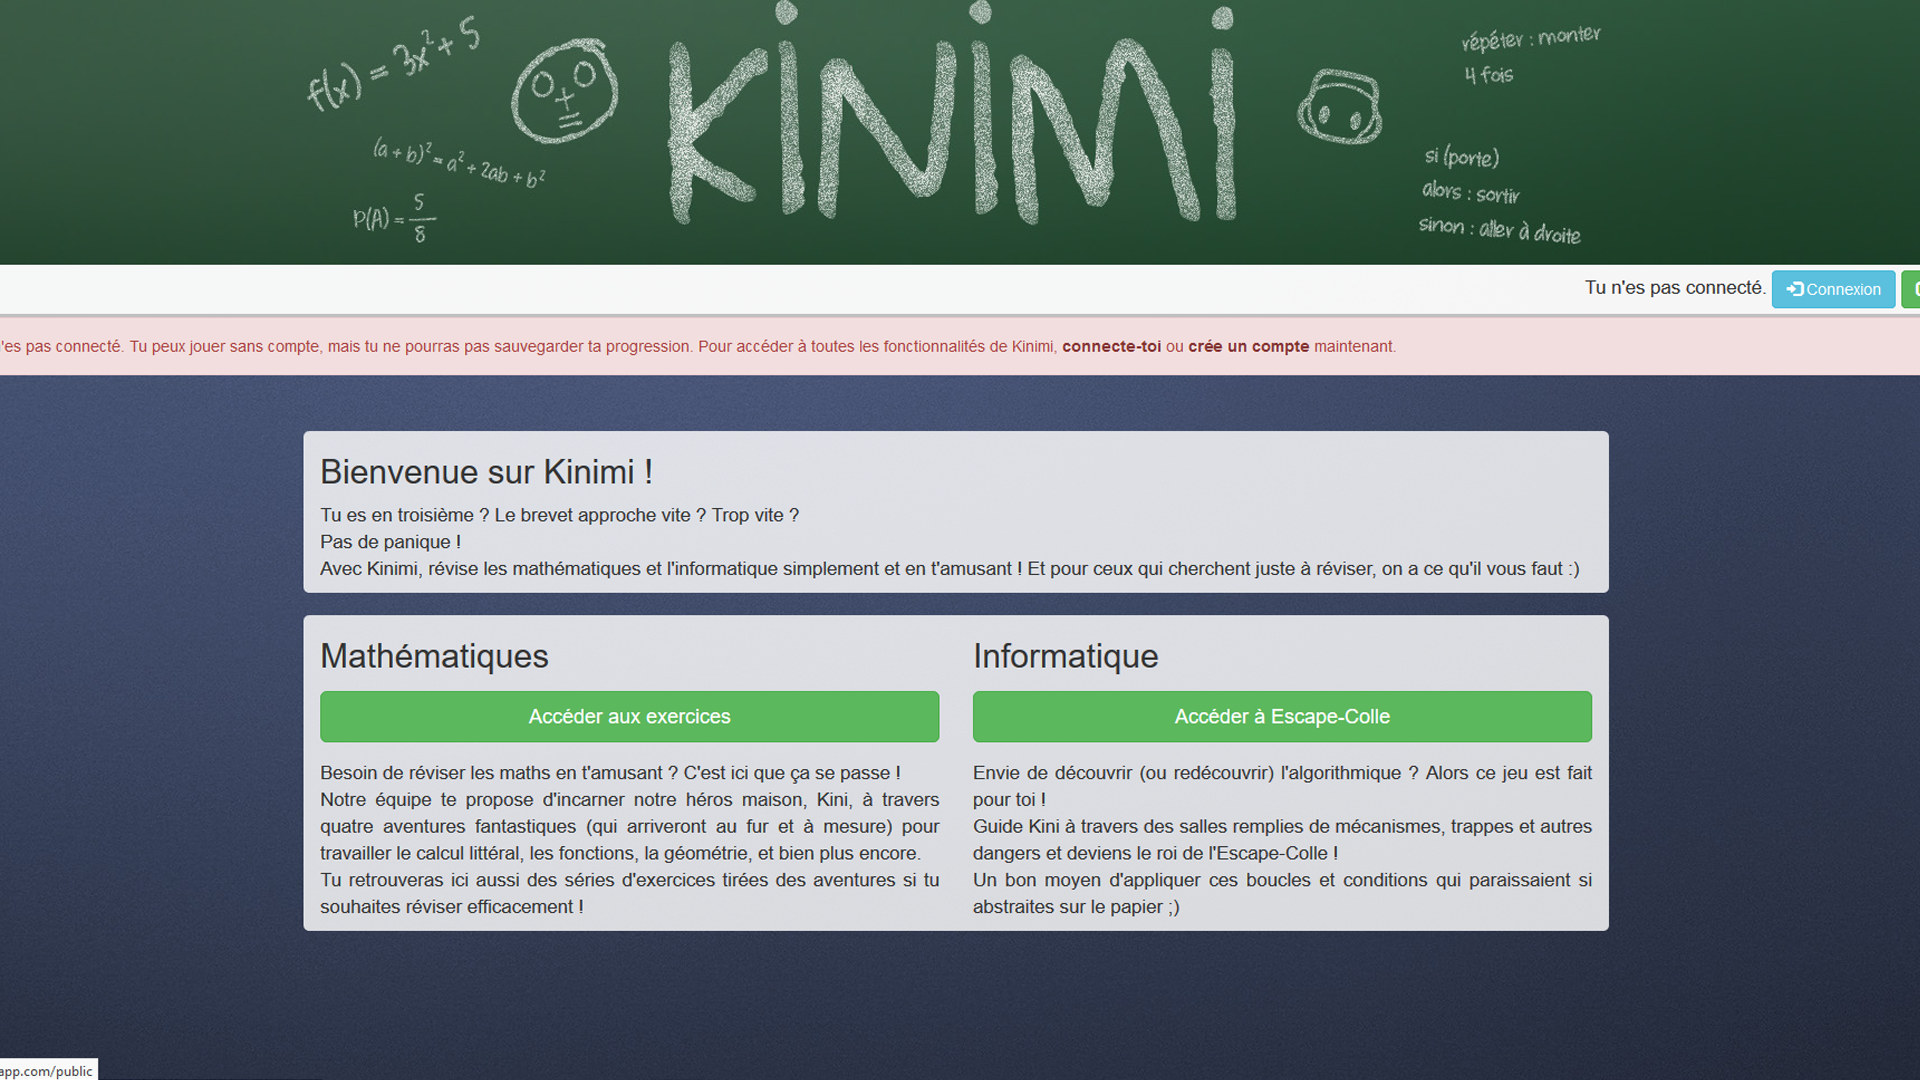 f(x) = 3x² + 5
(a + b)² = a² + 2ab + b²
P(A) = 5/8
KiNiMi
répéter : monter
4 fois
si (porte)
alors : sortir
sinon : aller à droite
Tu n'es pas connecté. Connexion
'es pas connecté. Tu peux jouer sans compte, mais tu ne pourras pas sauvegarder ta progression. Pour accéder à toutes les fonctionnalités de Kinimi, connecte-toi ou crée un compte maintenant.
Bienvenue sur Kinimi !
Tu es en troisième ? Le brevet approche vite ? Trop vite ?
Pas de panique !
Avec Kinimi, révise les mathématiques et l'informatique simplement et en t'amusant ! Et pour ceux qui cherchent juste à réviser, on a ce qu'il vous faut :)
Mathématiques
Accéder aux exercices
Besoin de réviser les maths en t'amusant ? C'est ici que ça se passe !
Notre équipe te propose d'incarner notre héros maison, Kini, à travers
quatre aventures fantastiques (qui arriveront au fur et à mesure) pour
travailler le calcul littéral, les fonctions, la géométrie, et bien plus encore.
Tu retrouveras ici aussi des séries d'exercices tirées des aventures si tu
souhaites réviser efficacement !
Informatique
Accéder à Escape-Colle
Envie de découvrir (ou redécouvrir) l'algorithmique ? Alors ce jeu est fait
pour toi !
Guide Kini à travers des salles remplies de mécanismes, trappes et autres
dangers et deviens le roi de l'Escape-Colle !
Un bon moyen d'appliquer ces boucles et conditions qui paraissaient si
abstraites sur le papier ;)
app.com/public